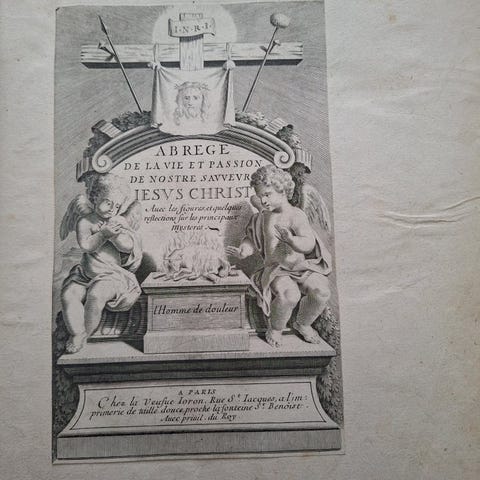 I·N·R·I·
ABREGE
DE LA VIE ET PASSION
DE NOSTRE SAVVEVR
IESVS CHRIST
Auec les figures et quelques
reflections sur les principaux
mysteres
l'Homme de douleur
A PARIS
Chez la Veufue Ioron, Rue St. Iacques, a l'im=
primerie de taille douce, proche la fonteine St. Benoist.
Auec priuil. du Roy.